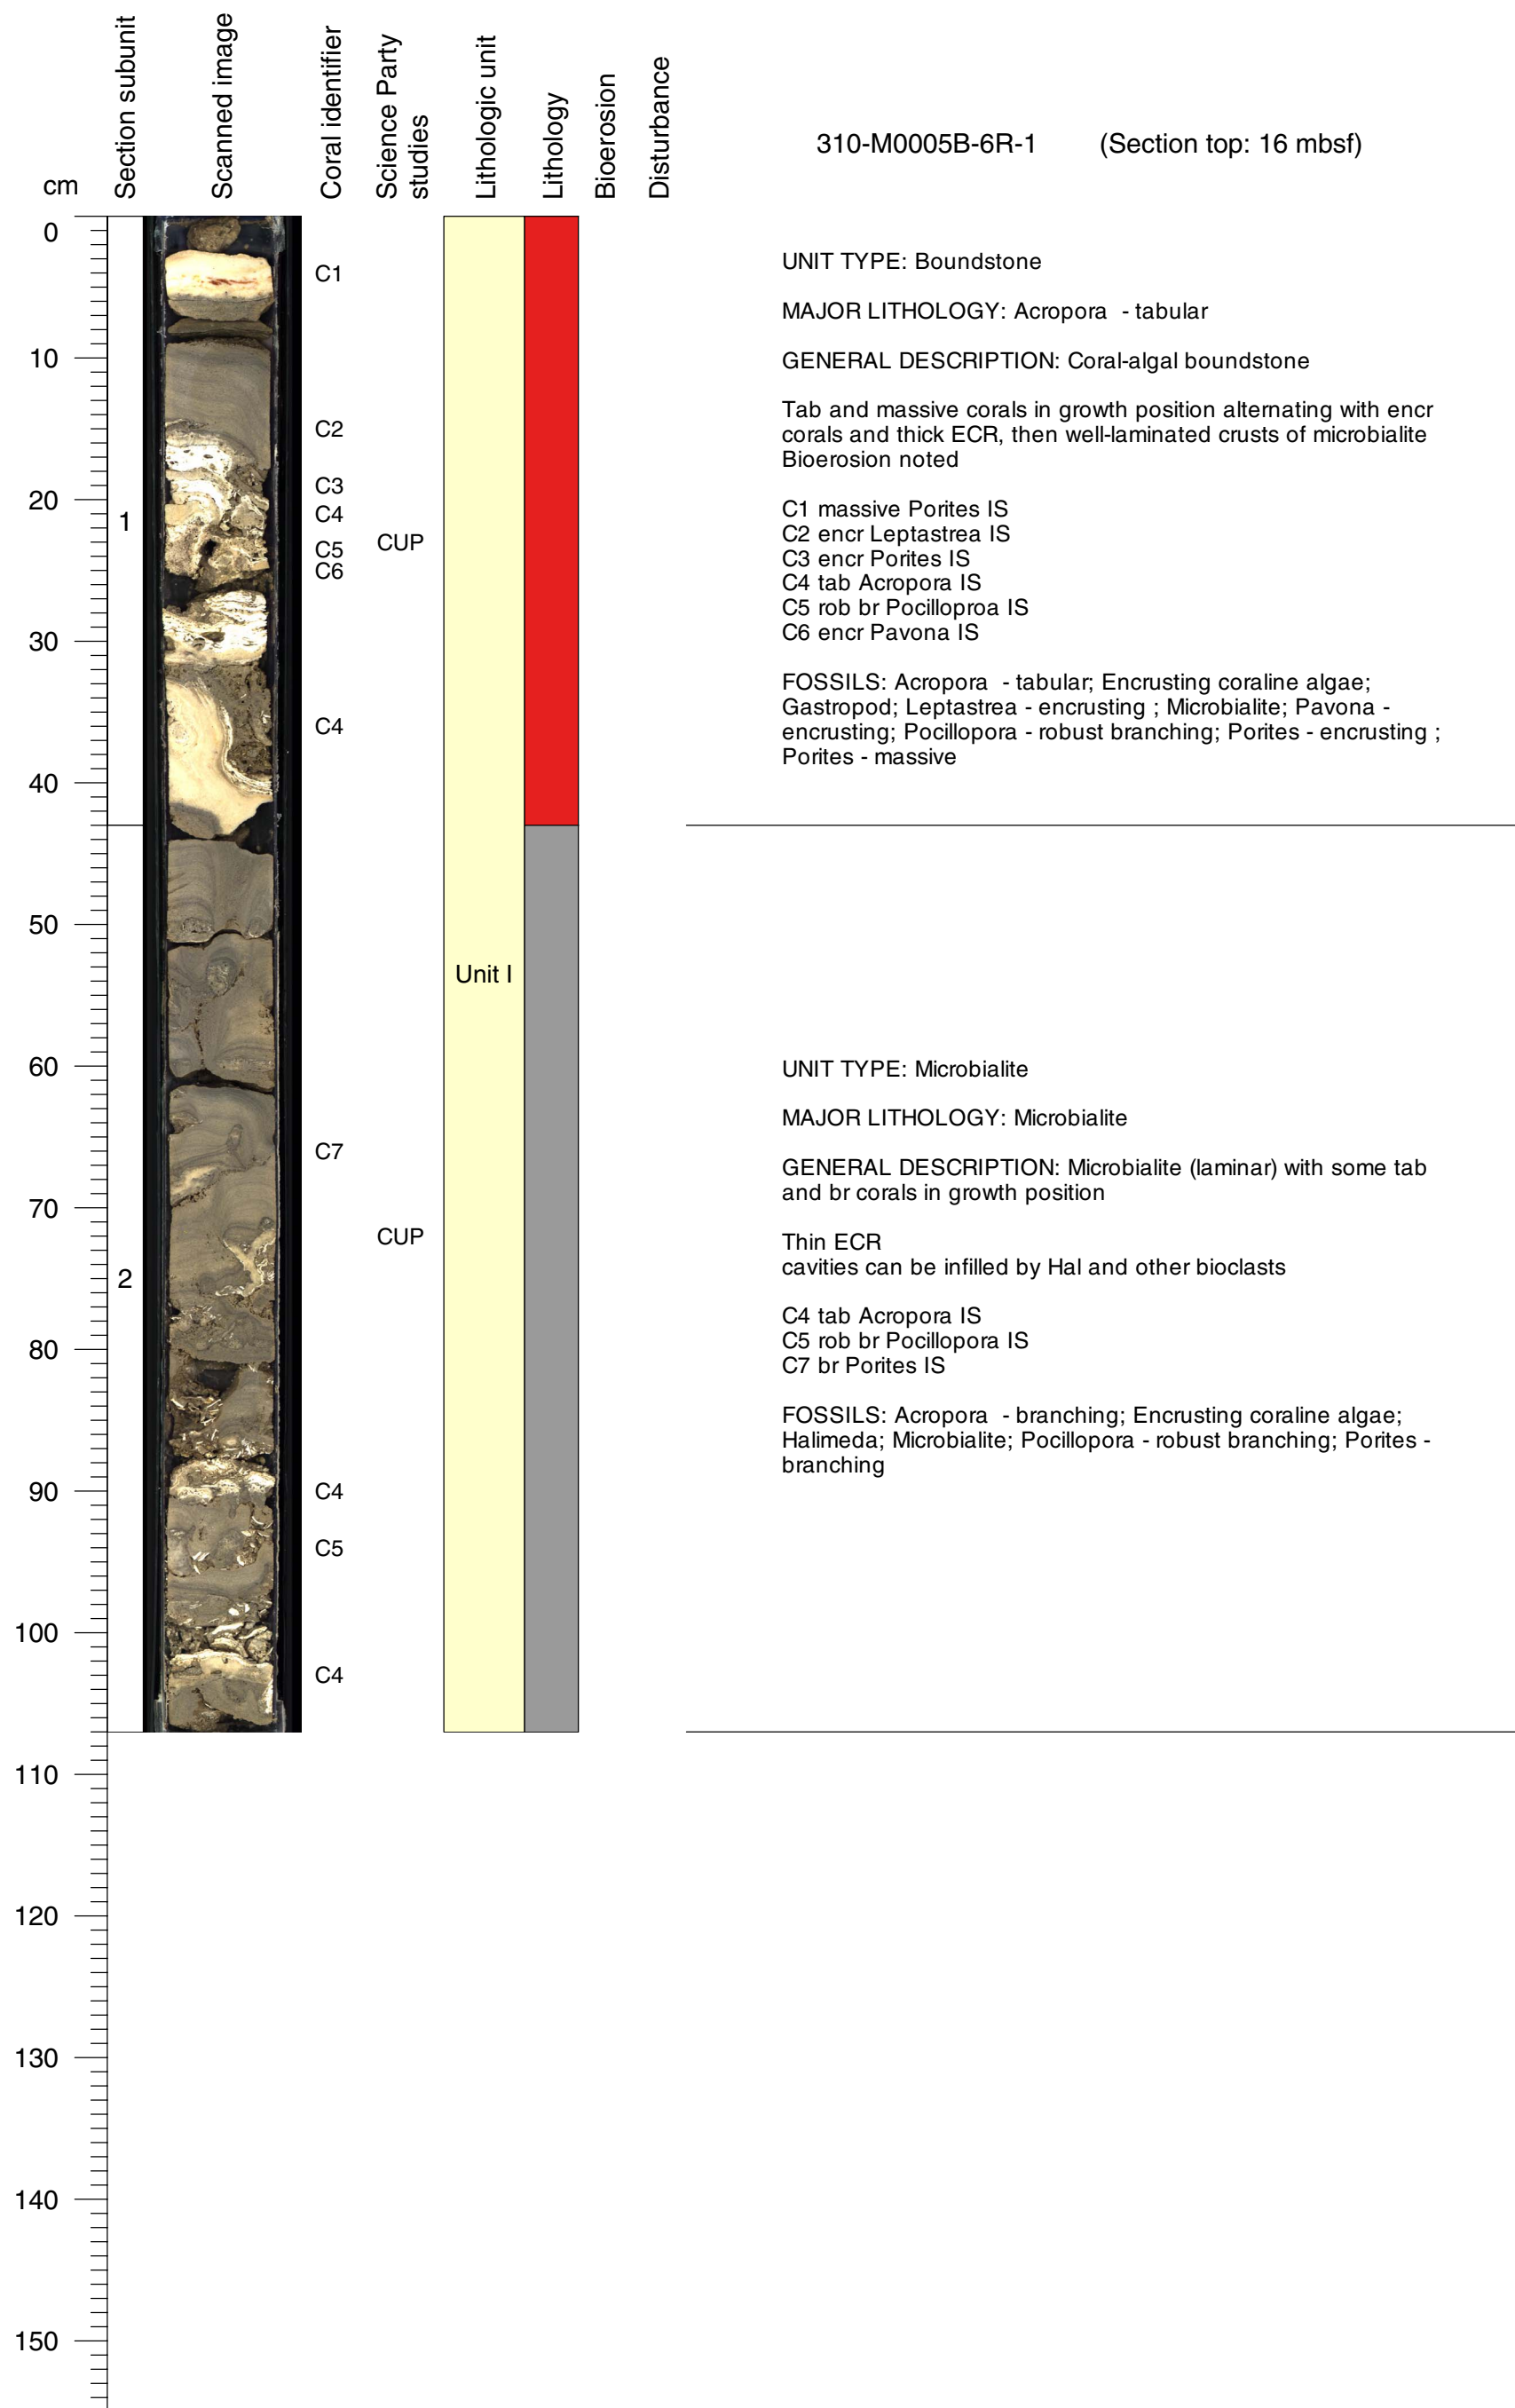 cm
Section subunit
Scanned image
Coral identifier
Science Party
studies
Lithologic unit
Lithology
Bioerosion
Disturbance
310-M0005B-6R-1 (Section top: 16 mbsf)
0
10
20
30
40
50
60
70
80
90
100
110
120
130
140
150
1
2
C1
C2
C3
C4
C5
C6
C4
C7
C4
C5
C4
CUP
CUP
Unit I
UNIT TYPE: Boundstone
MAJOR LITHOLOGY: Acropora - tabular
GENERAL DESCRIPTION: Coral-algal boundstone
Tab and massive corals in growth position alternating with encr
corals and thick ECR, then well-laminated crusts of microbialite
Bioerosion noted
C1 massive Porites IS
C2 encr Leptastrea IS
C3 encr Porites IS
C4 tab Acropora IS
C5 rob br Pocilloproa IS
C6 encr Pavona IS
FOSSILS: Acropora - tabular; Encrusting coraline algae;
Gastropod; Leptastrea - encrusting ; Microbialite; Pavona -
encrusting; Pocillopora - robust branching; Porites - encrusting ;
Porites - massive
UNIT TYPE: Microbialite
MAJOR LITHOLOGY: Microbialite
GENERAL DESCRIPTION: Microbialite (laminar) with some tab
and br corals in growth position
Thin ECR
cavities can be infilled by Hal and other bioclasts
C4 tab Acropora IS
C5 rob br Pocillopora IS
C7 br Porites IS
FOSSILS: Acropora - branching; Encrusting coraline algae;
Halimeda; Microbialite; Pocillopora - robust branching; Porites -
branching